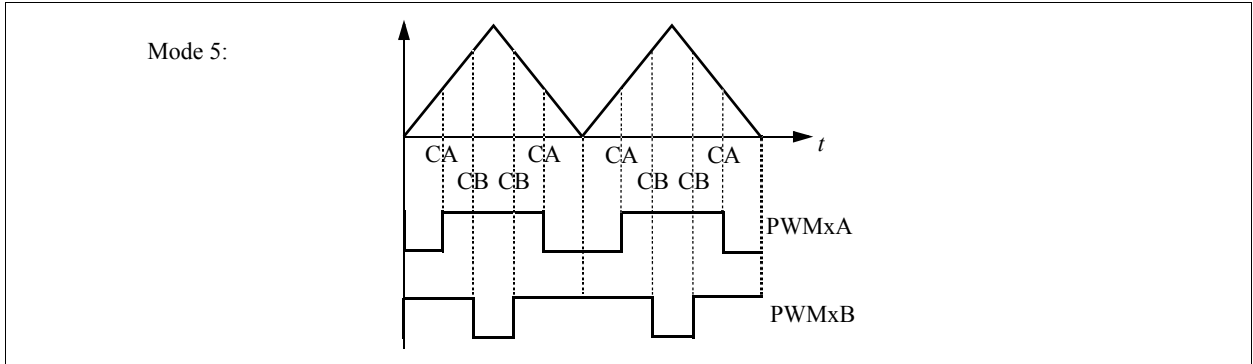 Mode 5:
t
CA CA CA CA
CB CB CB CB
PWMxA
PWMxB